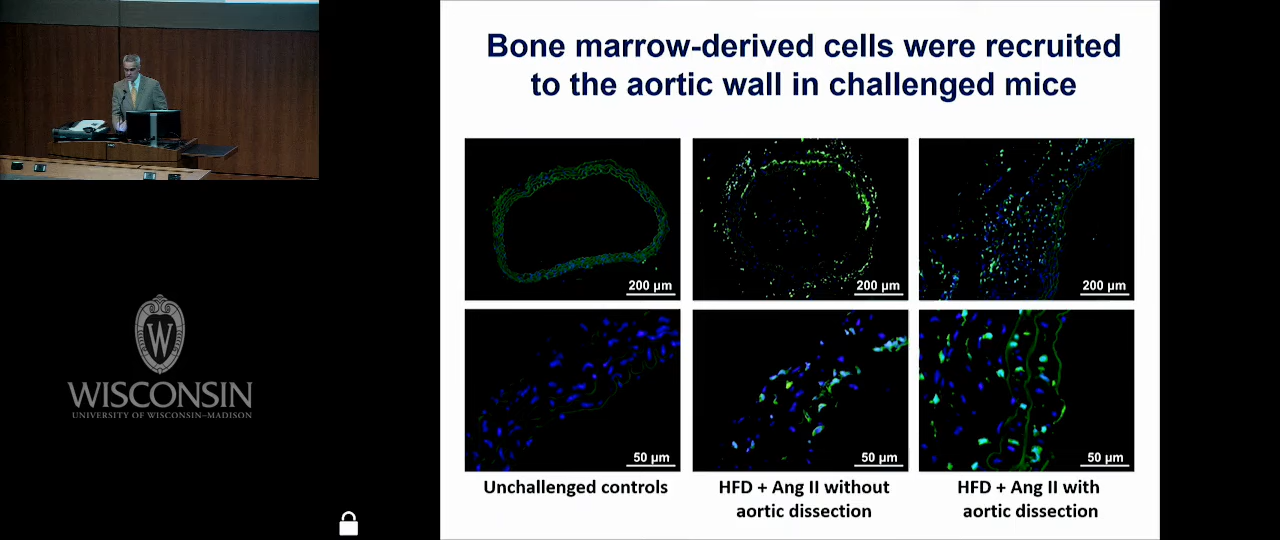 Bone marrow-derived cells were recruited
to the aortic wall in challenged mice
200 µm
200 µm
200 µm
50 µm
50 µm
50 µm
Unchallenged controls
HFD + Ang II without
aortic dissection
HFD + Ang II with
aortic dissection
W
WISCONSIN
UNIVERSITY OF WISCONSIN–MADISON